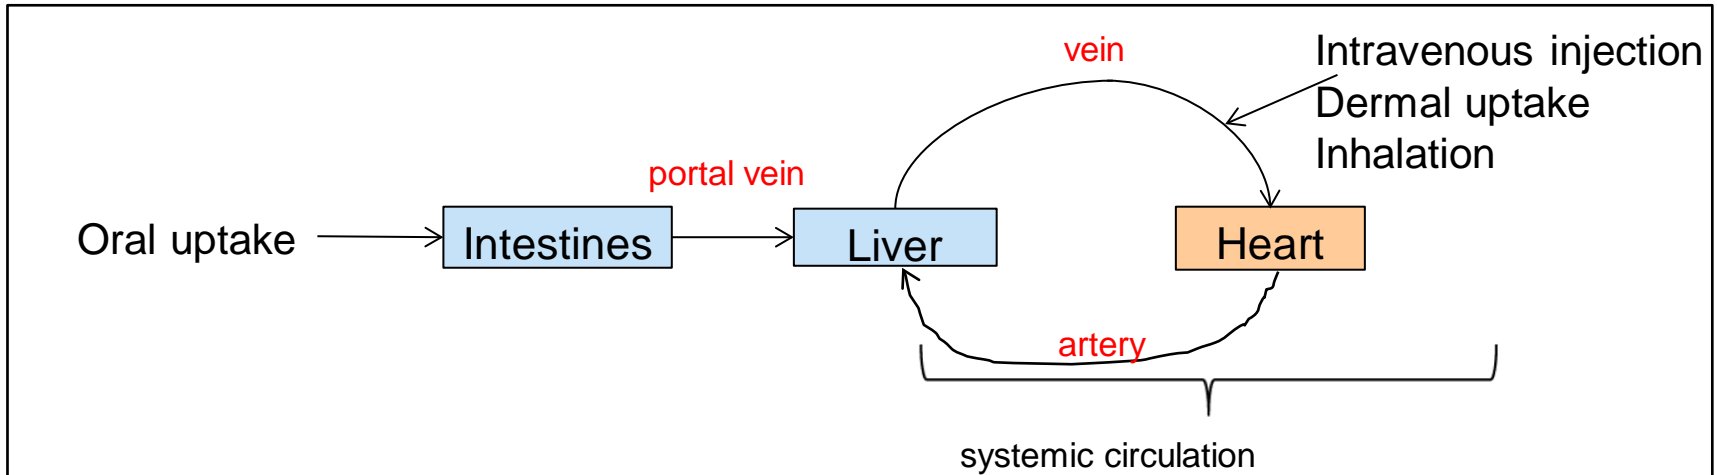 vein
Intravenous injection
Dermal uptake
Inhalation
portal vein
Oral uptake
Intestines
Liver
Heart
artery
systemic circulation